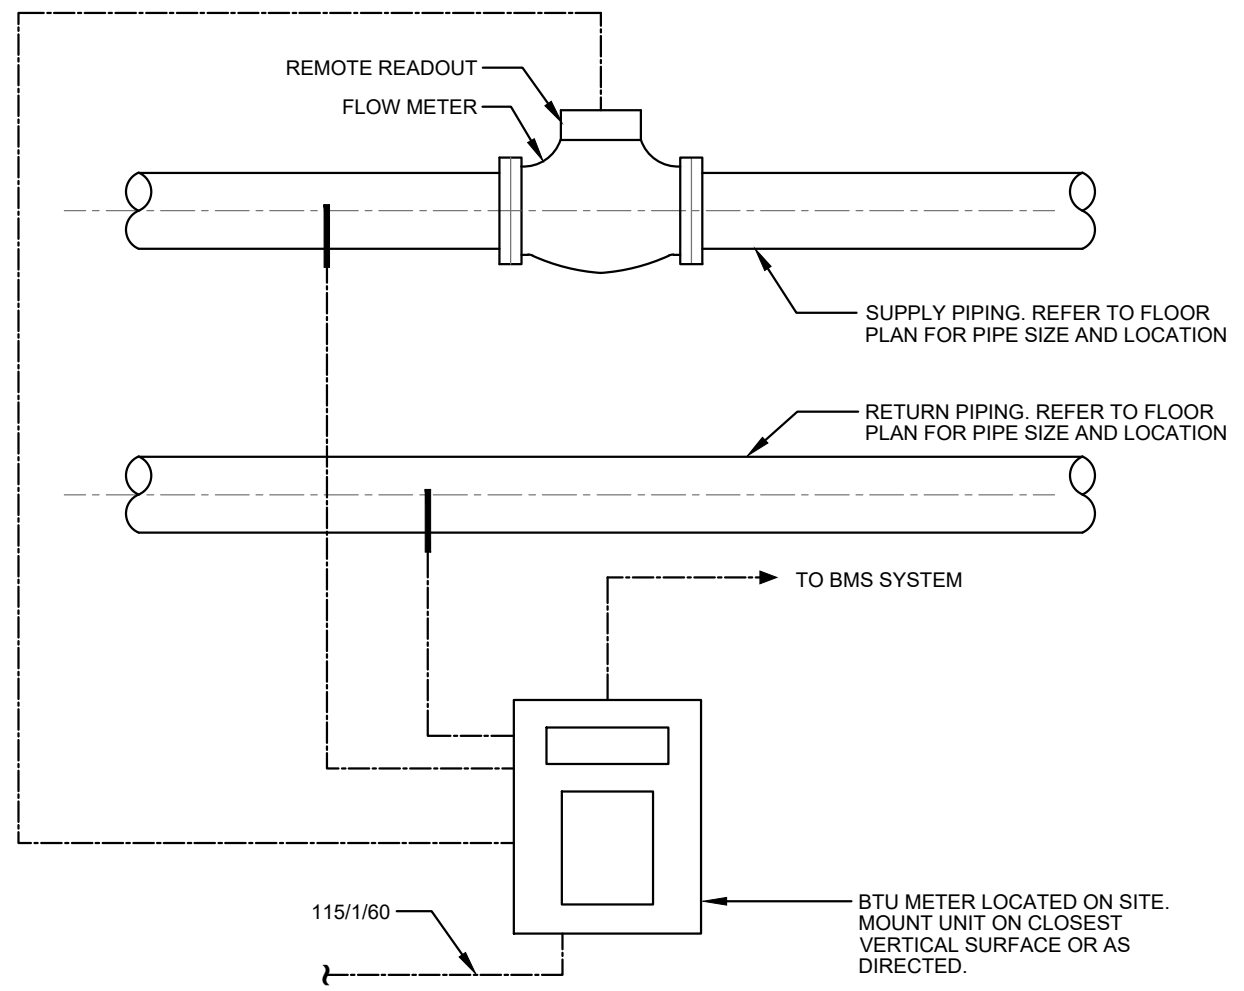 REMOTE READOUT
FLOW METER
SUPPLY PIPING. REFER TO FLOOR
PLAN FOR PIPE SIZE AND LOCATION
RETURN PIPING. REFER TO FLOOR
PLAN FOR PIPE SIZE AND LOCATION
TO BMS SYSTEM
115/1/60
BTU METER LOCATED ON SITE.
MOUNT UNIT ON CLOSEST
VERTICAL SURFACE OR AS
DIRECTED.